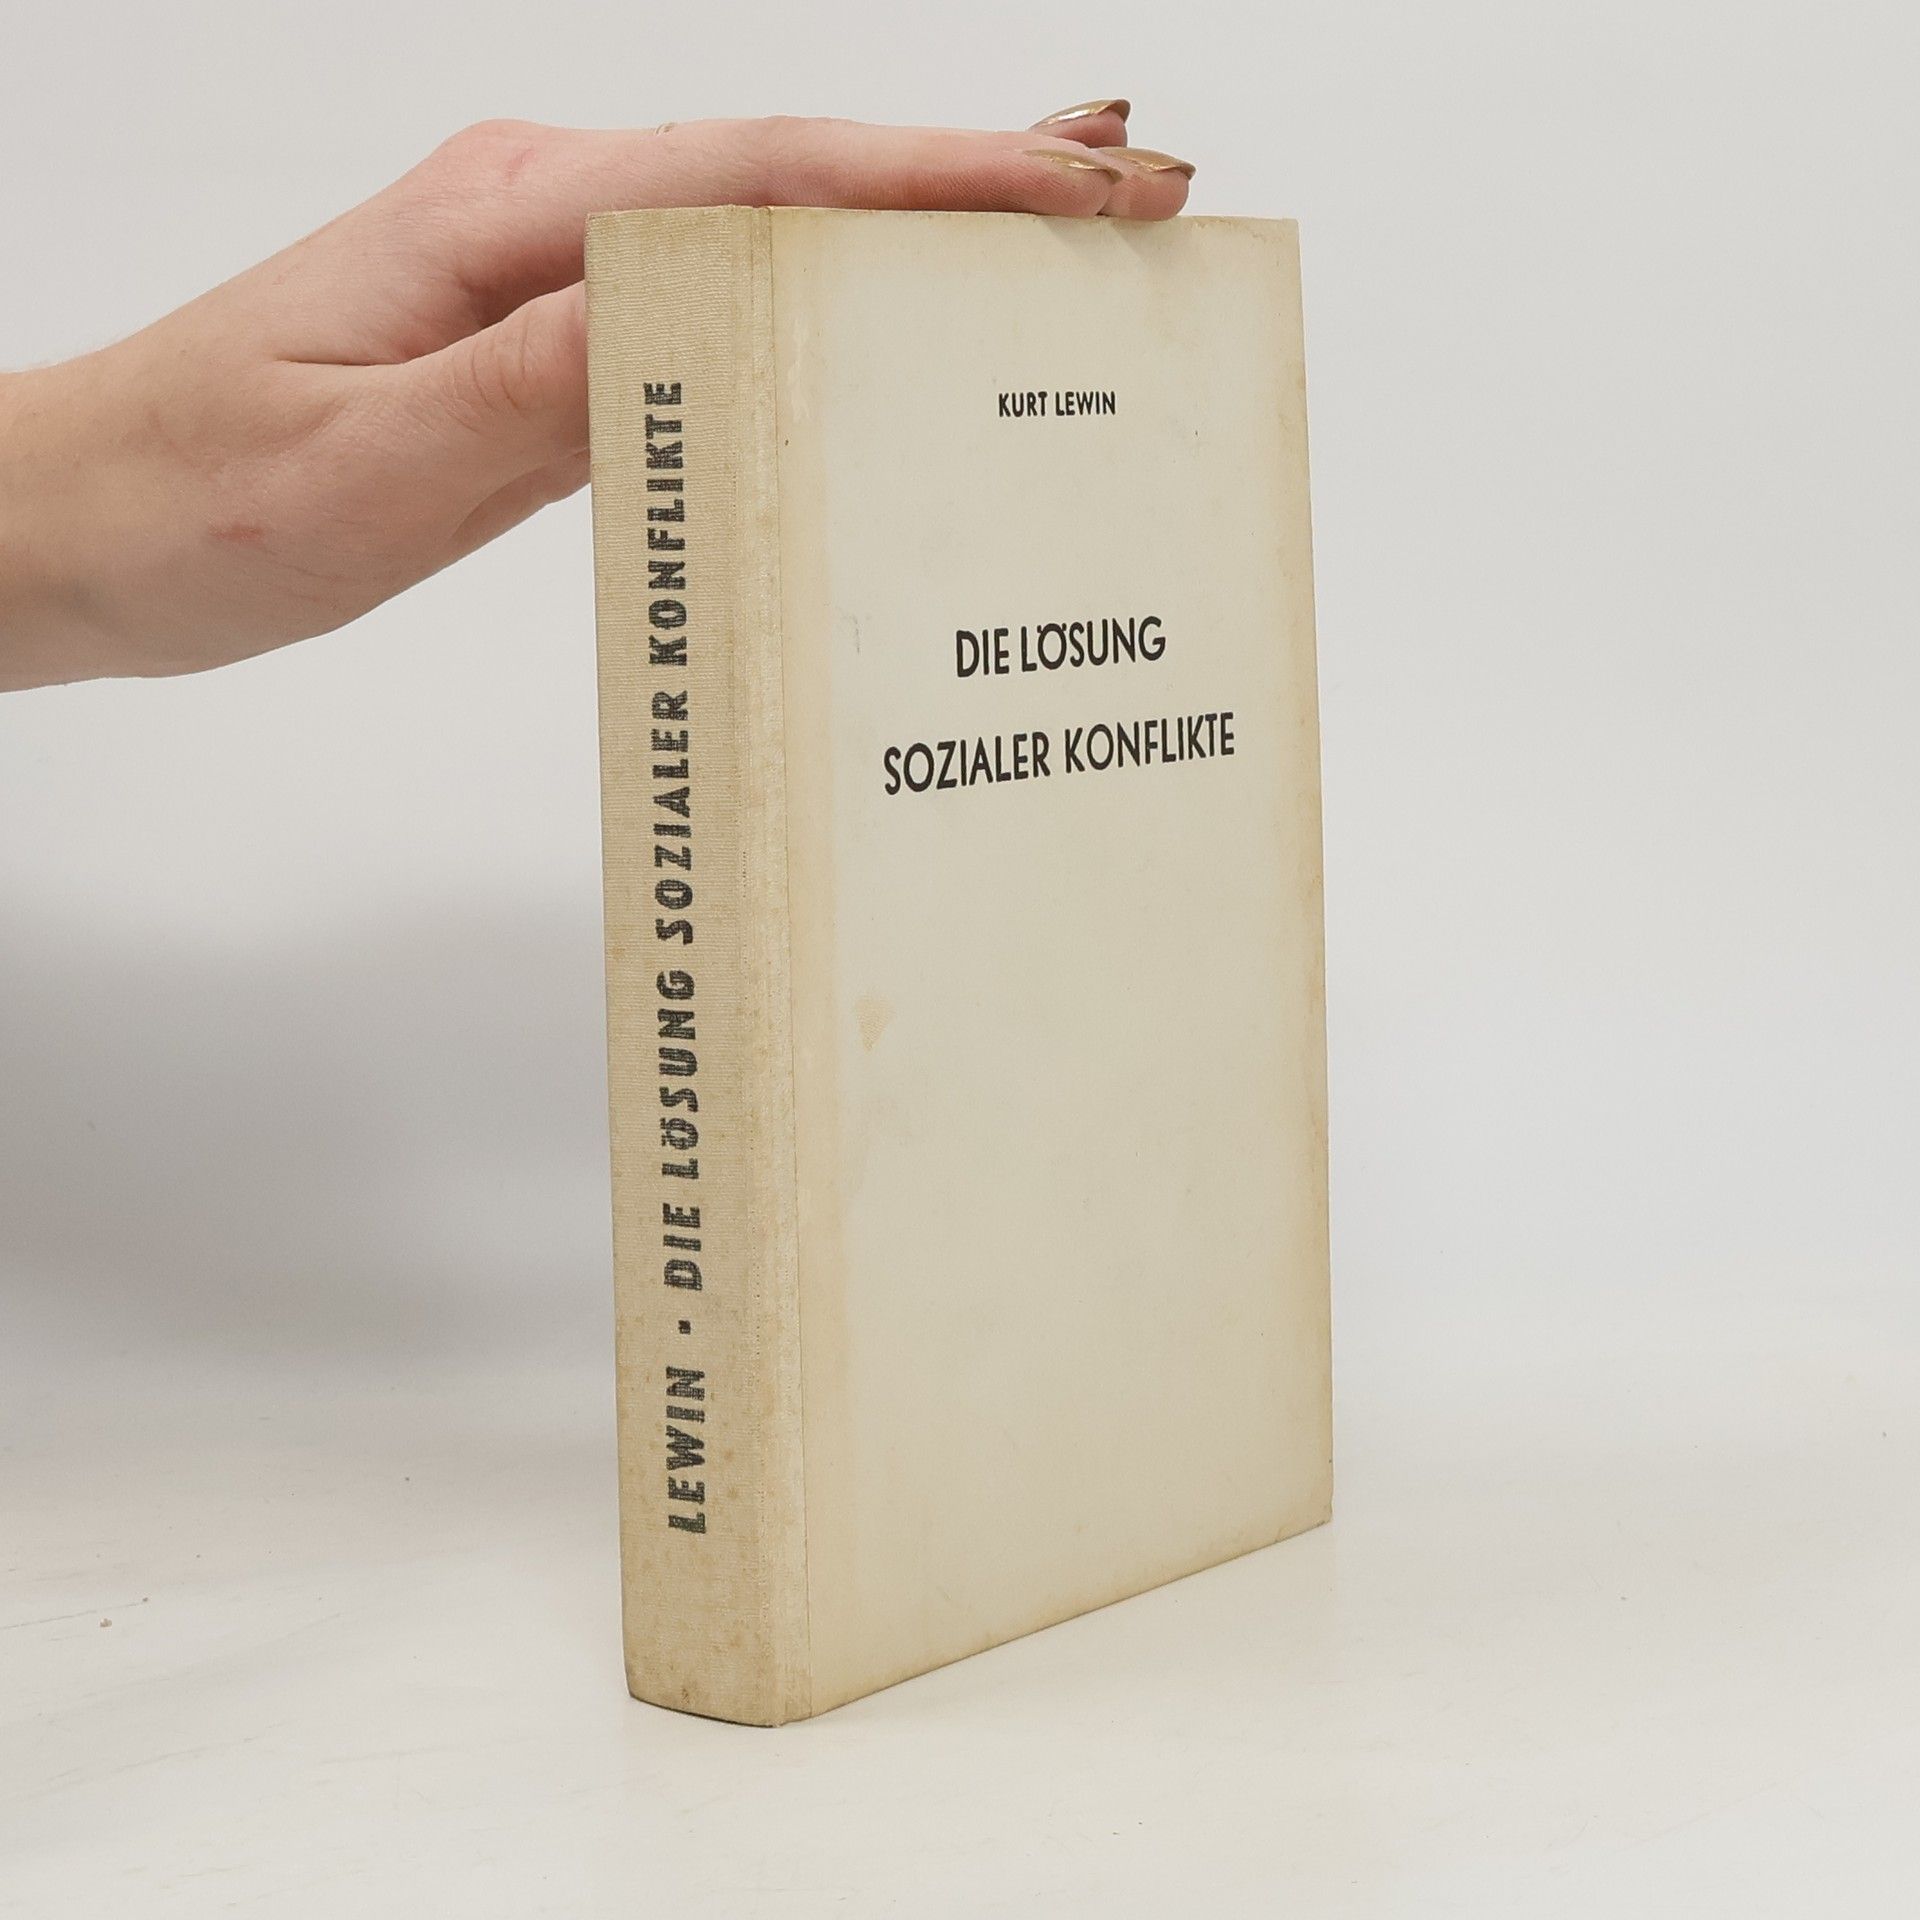 LEWIN · DIE LÖSUNG SOZIALER KONFLIKTE
KURT LEWIN
DIE LÖSUNG
SOZIALER KONFLIKTE